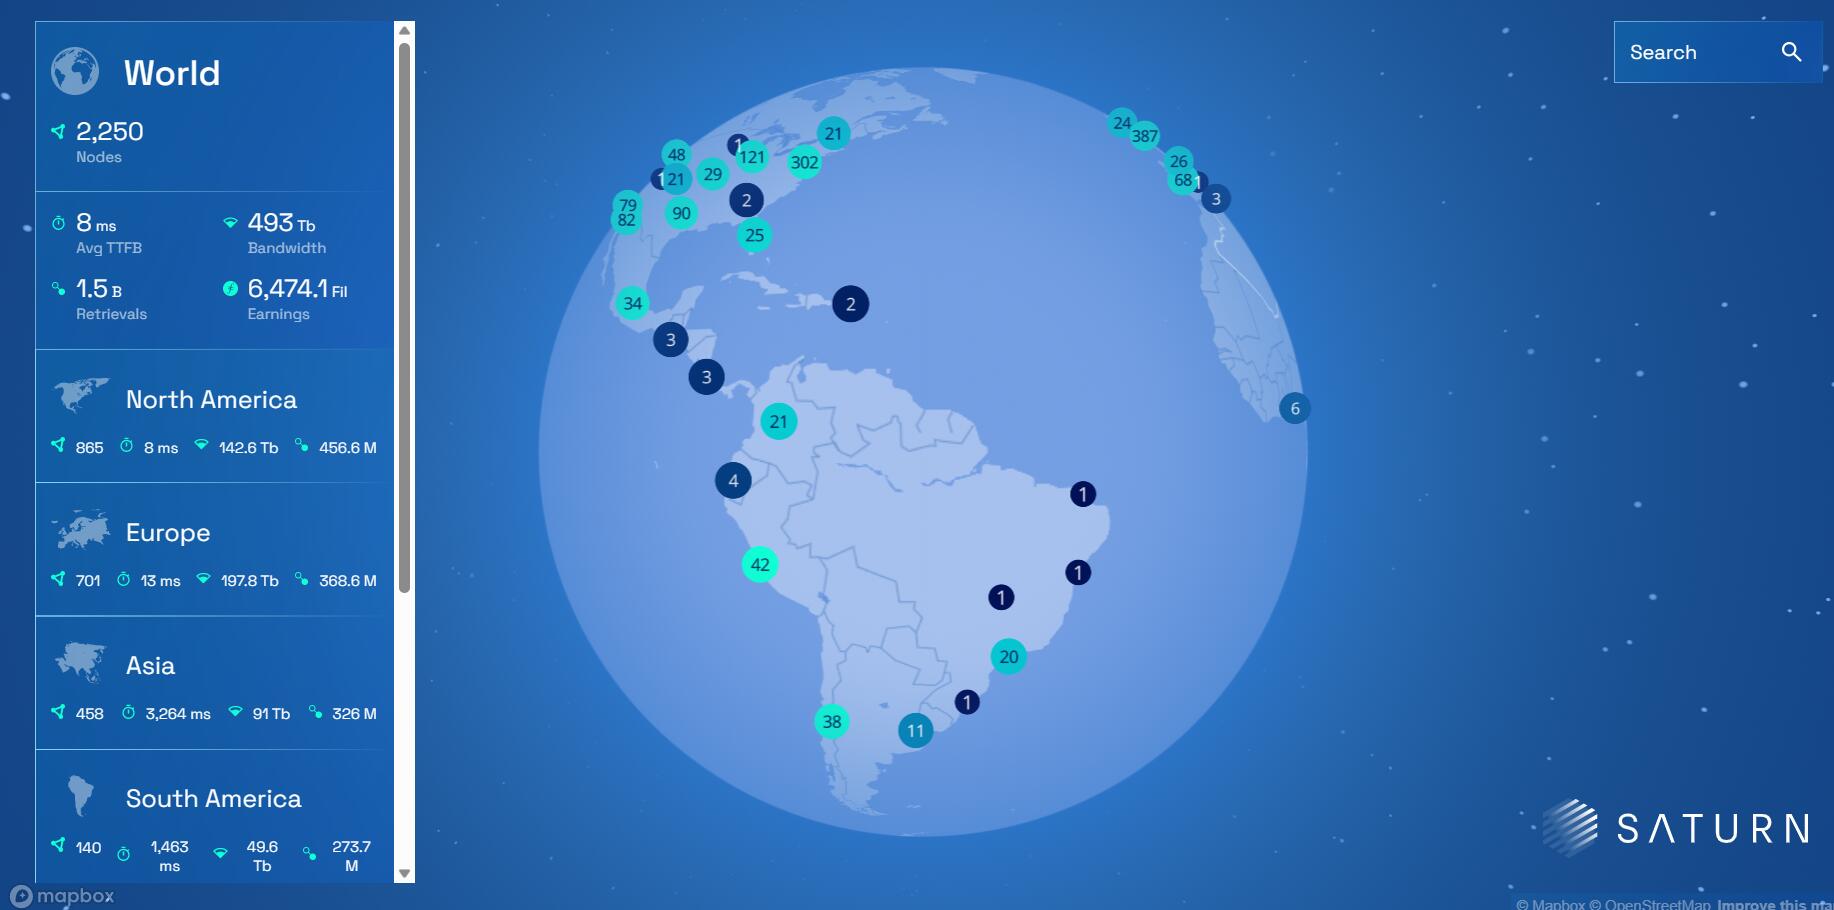 World
2,250
Nodes
8 ms
Avg TTFB
493 Tb
Bandwidth
1.5 B
Retrievals
6,474.1 Fil
Earnings
North America
865 8 ms 142.6 Tb 456.6 M
Europe
701 13 ms 197.8 Tb 368.6 M
Asia
458 3,264 ms 91 Tb 326 M
South America
140 1,463 ms 49.6 Tb 273.7 M
mapbox
Search
24
387
26
68
1
3
6
21
1
121
302
48
1
21
29
2
79
82
90
25
34
2
3
3
21
4
42
1
1
1
20
1
38
11
SATURN
© Mapbox © OpenStreetMap Improve this ma